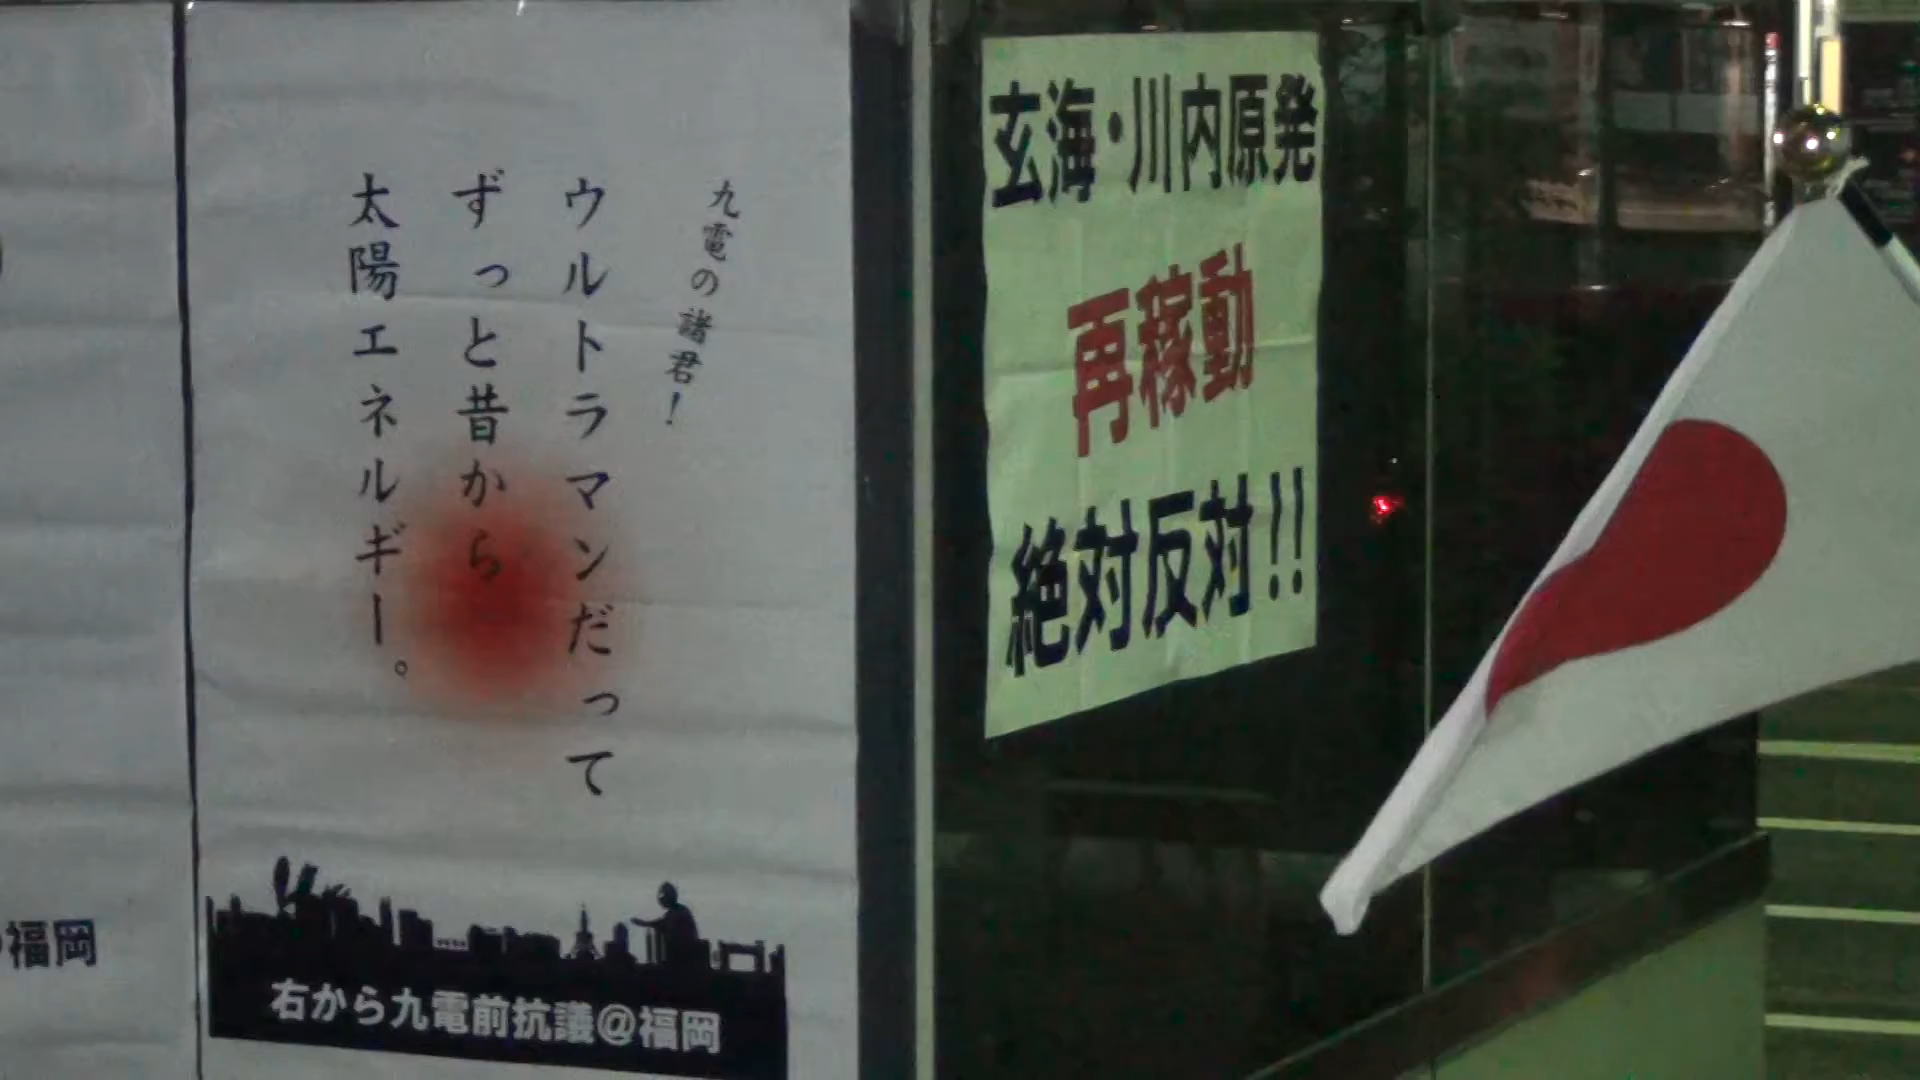 九電の諸君!
ウルトラマンだって
ずっと昔から
太陽エネルギー。
右から九電前抗議@福岡
玄海・川内原発
再稼動
絶対反対!!
福岡